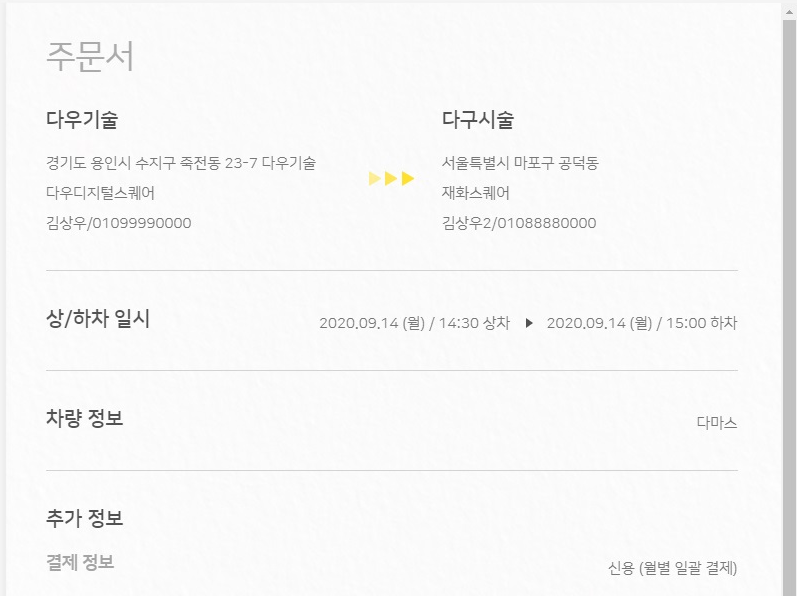 주문서
다우기술
경기도 용인시 수지구 죽전동 23-7 다우기술
다우디지털스퀘어
김상우/01099990000
다구시술
서울특별시 마포구 공덕동
재화스퀘어
김상우2/01088880000
상/하차 일시
2020.09.14 (월) / 14:30 상차 ▶ 2020.09.14 (월) / 15:00 하차
차량 정보
다마스
추가 정보
결제 정보
신용 (월별 일괄 결제)